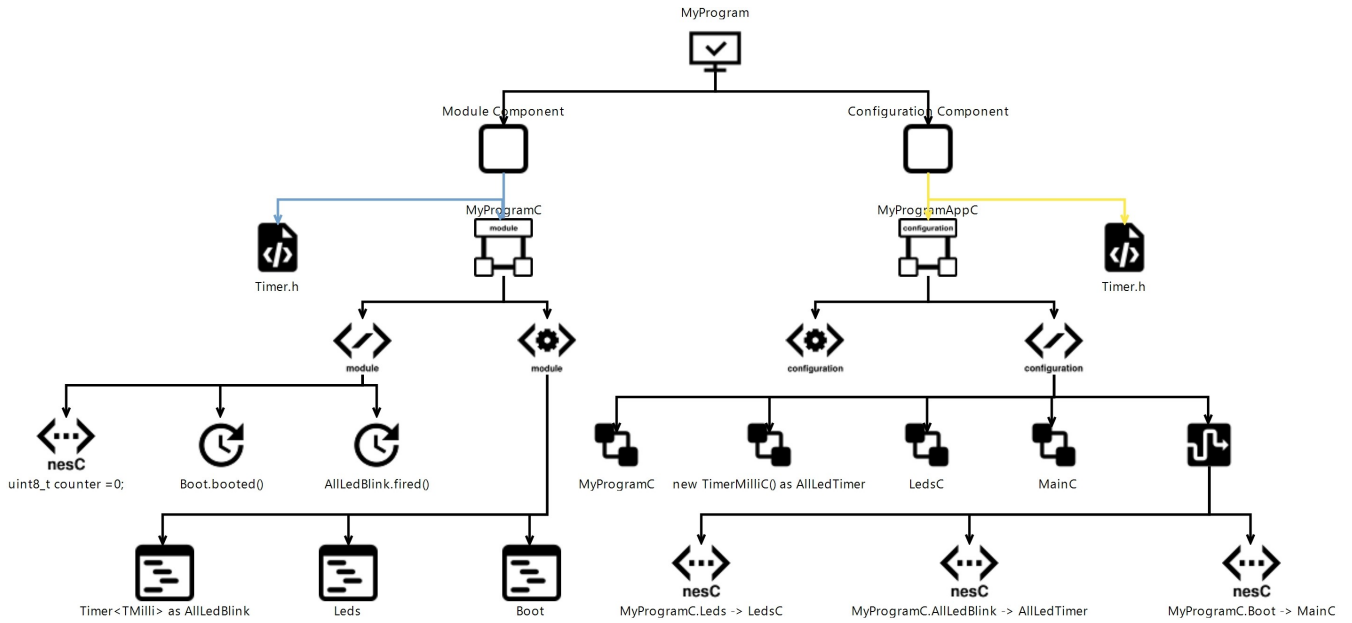 MyProgram
Module Component
Configuration Component
MyProgramC
MyProgramAppC
module
configuration
Timer.h
Timer.h
module
module
configuration
configuration
nesC
uint8_t counter =0;
Boot.booted()
AllLedBlink.fired()
MyProgramC
new TimerMilliC() as AllLedTimer
LedsC
MainC
Timer<TMilli> as AllLedBlink
Leds
Boot
nesC
MyProgramC.Leds -> LedsC
nesC
MyProgramC.AllLedBlink -> AllLedTimer
nesC
MyProgramC.Boot -> MainC